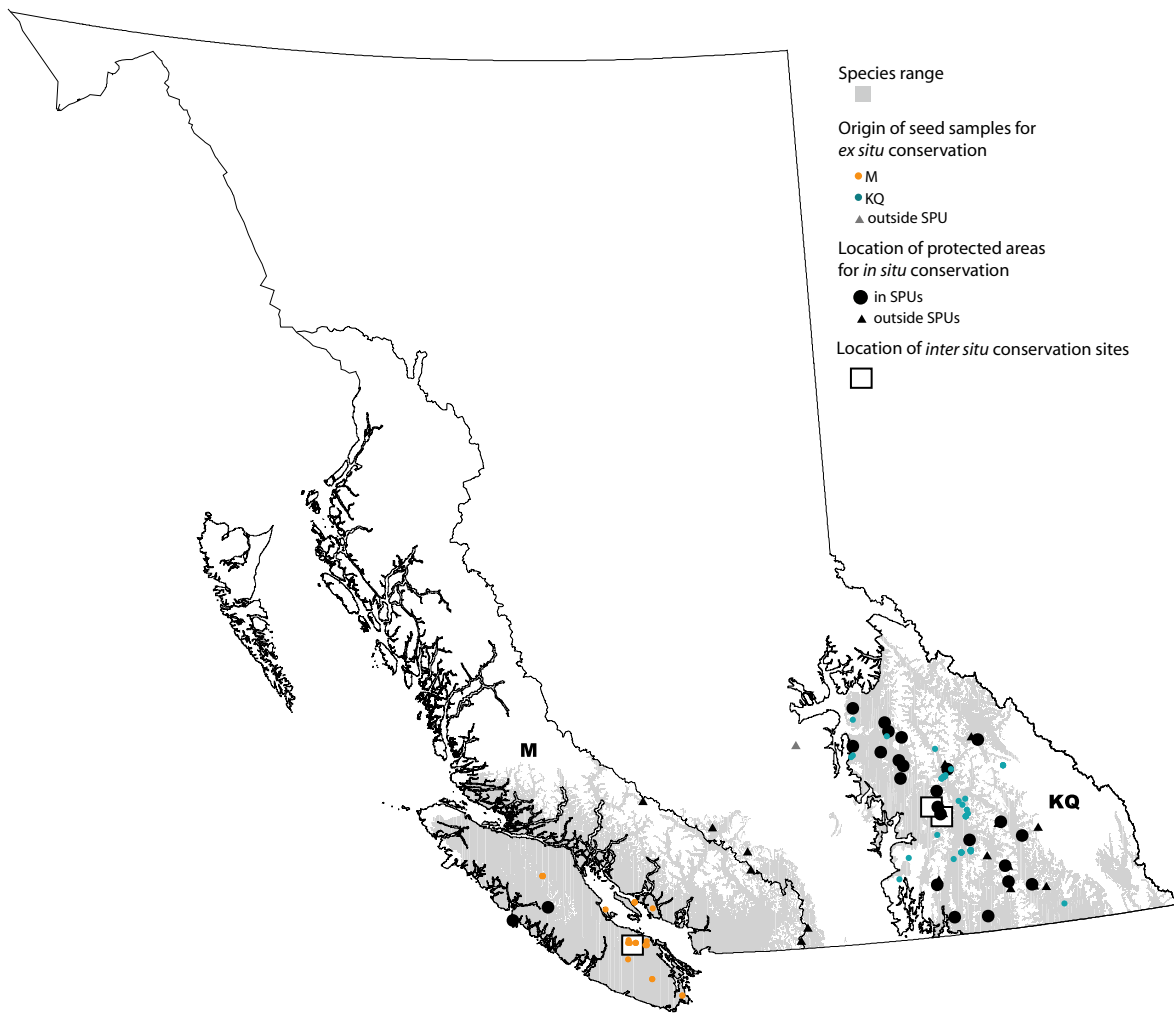 Species range
Origin of seed samples for
ex situ conservation
M
KQ
outside SPU
Location of protected areas
for in situ conservation
in SPUs
outside SPUs
Location of inter situ conservation sites
M
KQ